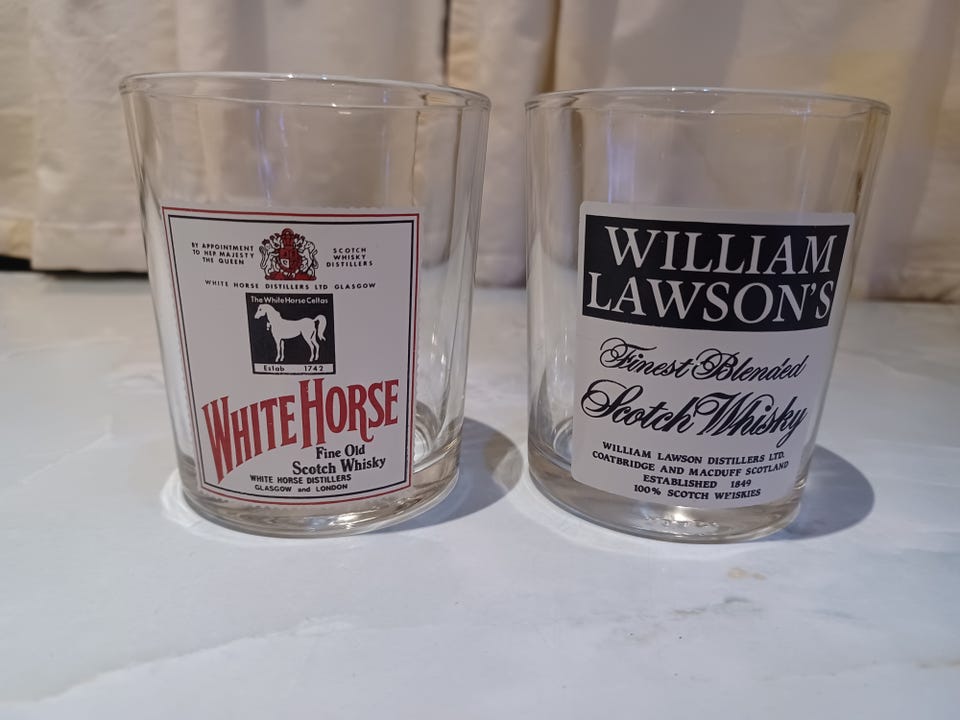 BY APPOINTMENT
TO HER MAJESTY
THE QUEEN
SCOTCH
WHISKY
DISTILLERS
WHITE HORSE DISTILLERS LTD GLASGOW
The White Horse Cellas
Estab 1742
WHITE HORSE
Fine Old
Scotch Whisky
WHITE HORSE DISTILLERS
GLASGOW and LONDON
WILLIAM
LAWSON'S
Finest Blended
Scotch Whisky
WILLIAM LAWSON DISTILLERS LTD.
COATBRIDGE AND MACDUFF SCOTLAND
ESTABLISHED 1849
100% SCOTCH WFISKIES